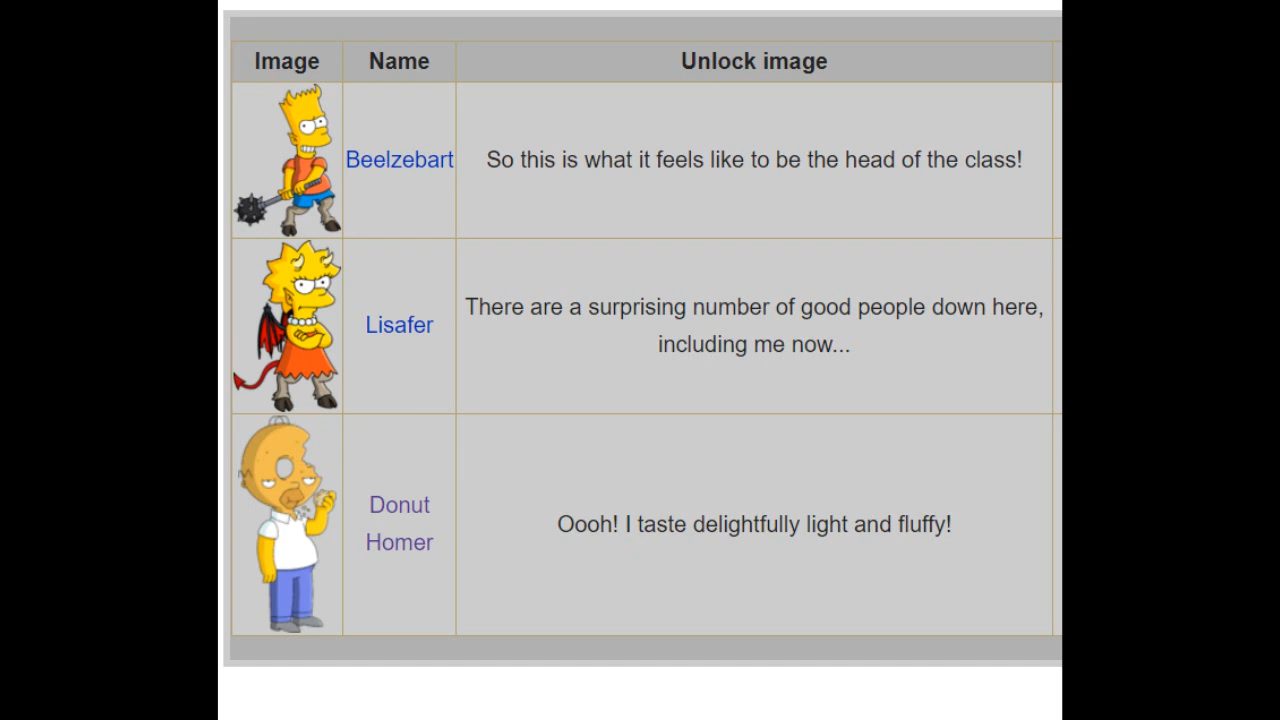 Image Name Unlock image
Beelzebart So this is what it feels like to be the head of the class!
Lisafer There are a surprising number of good people down here,
including me now...
Donut
Homer
Oooh! I taste delightfully light and fluffy!